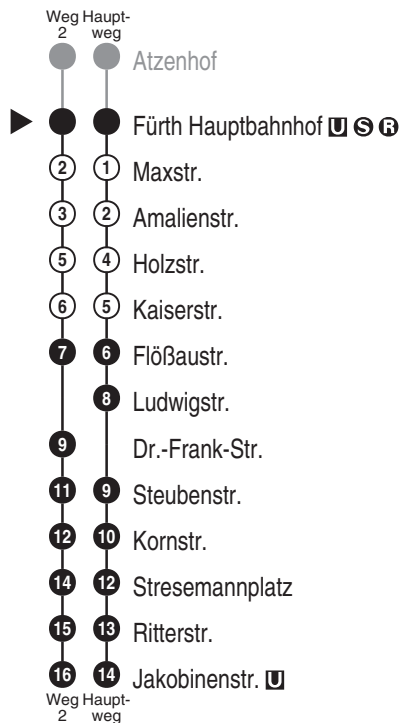 Weg Haupt-
2 weg
Atzenhof
Fürth Hauptbahnhof U S R
2 1 Maxstr.
3 2 Amalienstr.
5 4 Holzstr.
6 5 Kaiserstr.
7 6 Flößaustr.
8 Ludwigstr.
9 Dr.-Frank-Str.
11 9 Steubenstr.
12 10 Kornstr.
14 12 Stresemannplatz
15 13 Ritterstr.
16 14 Jakobinenstr. U
Weg Haupt-
2 weg